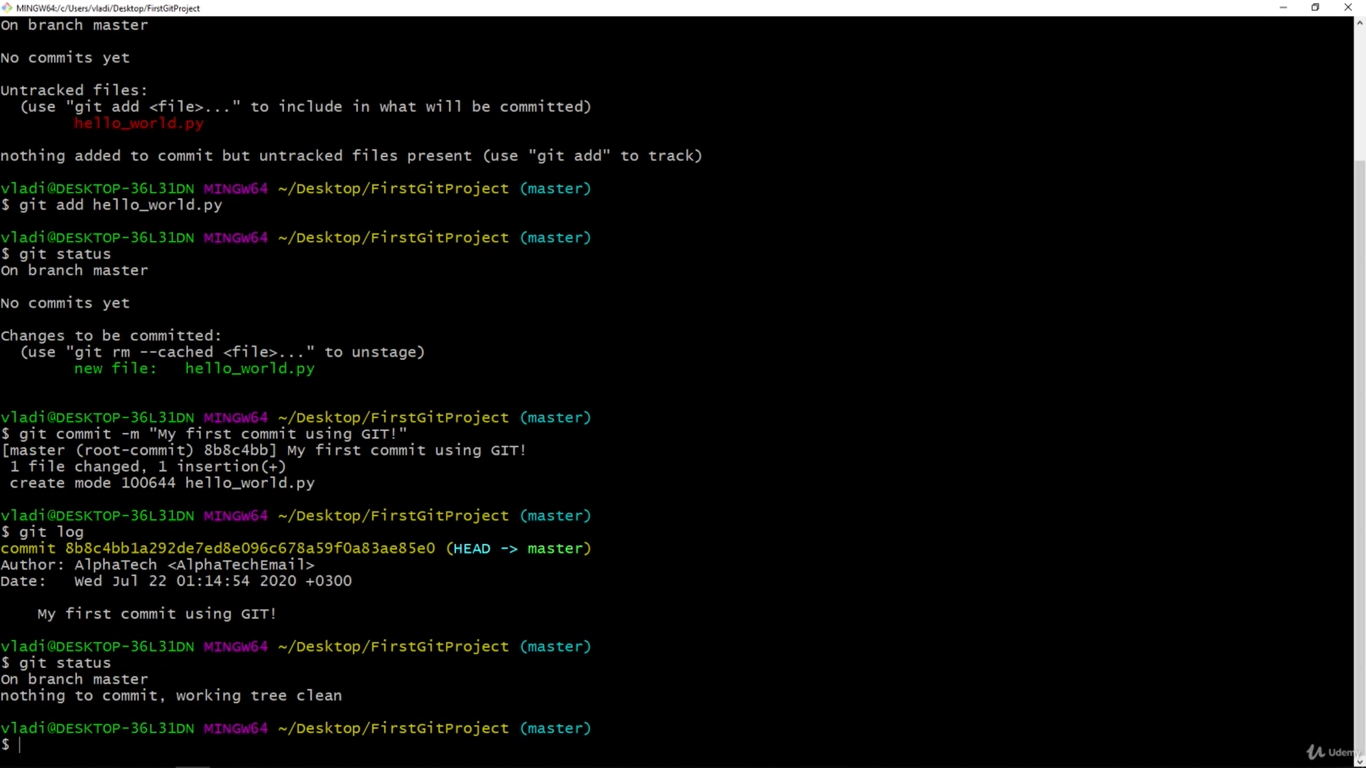 MINGW64:/c/Users/vladi/Desktop/FirstGitProject
On branch master
No commits yet
Untracked files:
  (use "git add <file>..." to include in what will be committed)
        hello_world.py
nothing added to commit but untracked files present (use "git add" to track)
vladi@DESKTOP-36L31DN MINGW64 ~/Desktop/FirstGitProject (master)
$ git add hello_world.py
vladi@DESKTOP-36L31DN MINGW64 ~/Desktop/FirstGitProject (master)
$ git status
On branch master
No commits yet
Changes to be committed:
  (use "git rm --cached <file>..." to unstage)
        new file:   hello_world.py
vladi@DESKTOP-36L31DN MINGW64 ~/Desktop/FirstGitProject (master)
$ git commit -m "My first commit using GIT!"
[master (root-commit) 8b8c4bb] My first commit using GIT!
 1 file changed, 1 insertion(+)
 create mode 100644 hello_world.py
vladi@DESKTOP-36L31DN MINGW64 ~/Desktop/FirstGitProject (master)
$ git log
commit 8b8c4bb1a292de7ed8e096c678a59f0a83ae85e0 (HEAD -> master)
Author: AlphaTech <AlphaTechEmail>
Date:   Wed Jul 22 01:14:54 2020 +0300
    My first commit using GIT!
vladi@DESKTOP-36L31DN MINGW64 ~/Desktop/FirstGitProject (master)
$ git status
On branch master
nothing to commit, working tree clean
vladi@DESKTOP-36L31DN MINGW64 ~/Desktop/FirstGitProject (master)
$
Udemy